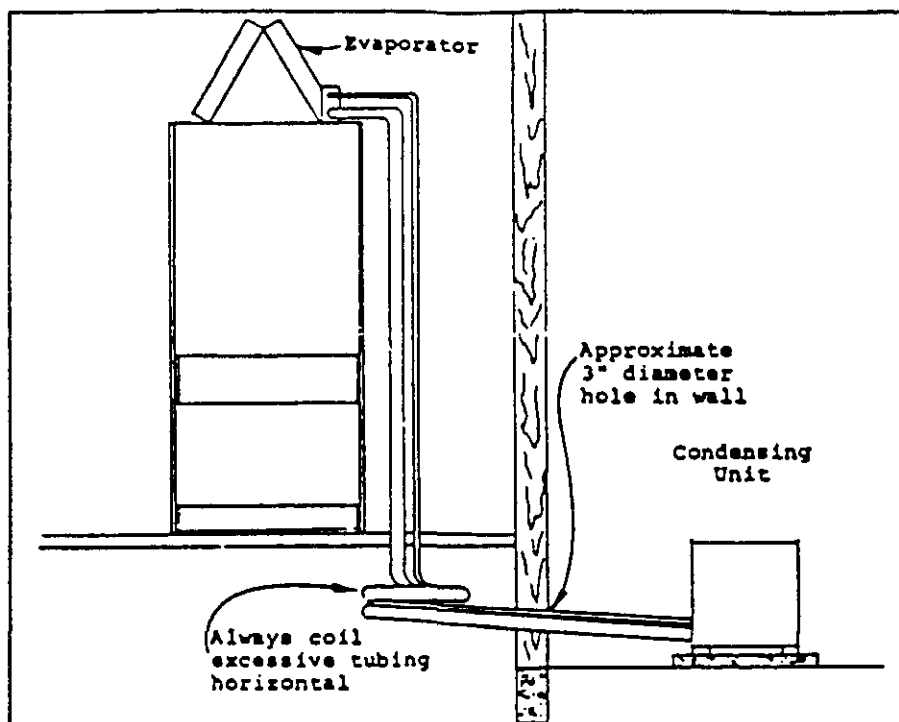 Evaporator
Approximate
3" diameter
hole in wall
Condensing
Unit
Always coil
excessive tubing
horizontal